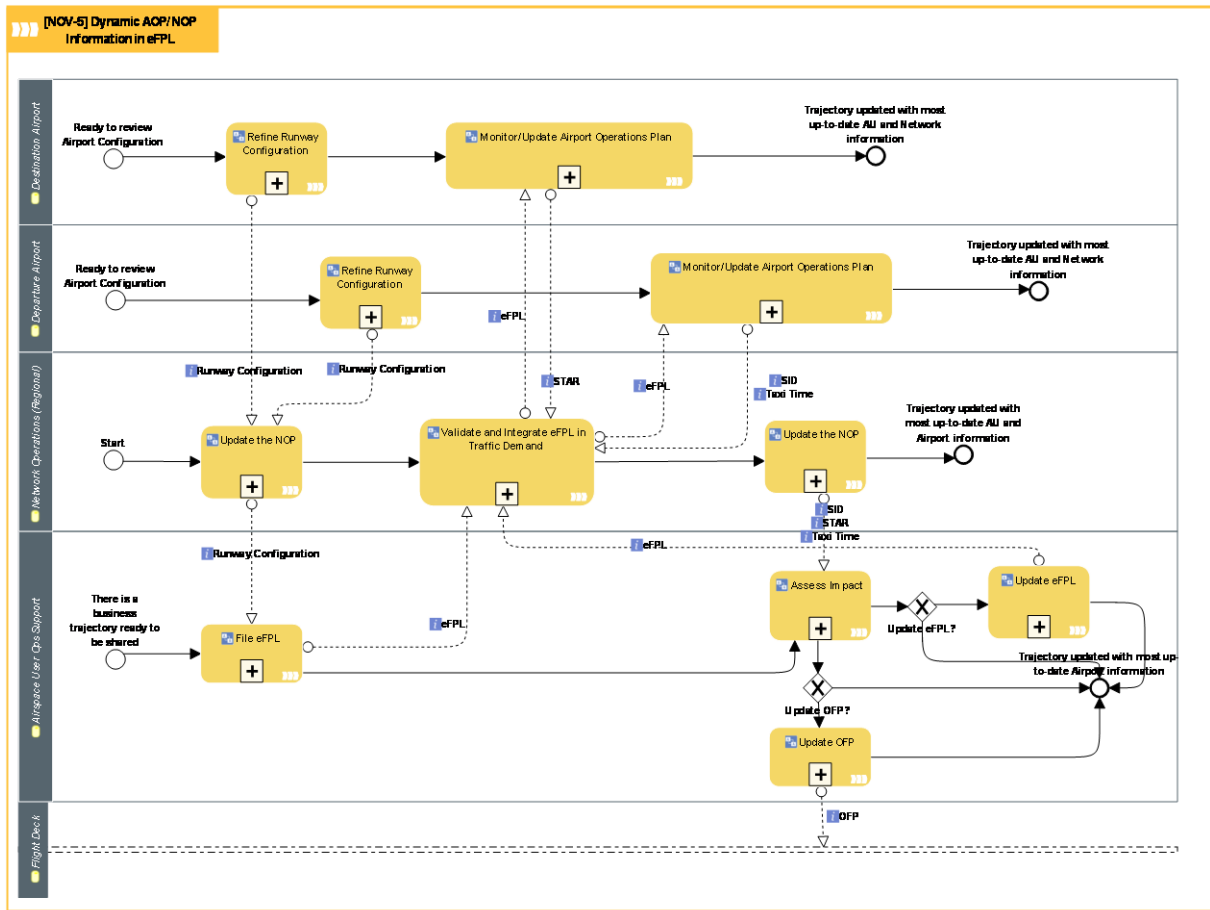 [NOV-5] Dynamic AOP/NOP
Information in eFPL
Destination Airport
Ready to review
Airport Configuration
Refine Runway
Configuration
Monitor/Update Airport Operations Plan
Trajectory updated with most
up-to-date AU and Network
information
Departure Airport
Ready to review
Airport Configuration
Refine Runway
Configuration
Monitor/Update Airport Operations Plan
Trajectory updated with most
up-to-date AU and Network
information
eFPL
Network Operations (Regional)
Runway Configuration
Runway Configuration
STAR
eFPL
SID
Taxi Time
Start
Update the NOP
Validate and Integrate eFPL in
Traffic Demand
Update the NOP
Trajectory updated with
most up-to-date AU and
Airport information
SID
STAR
Taxi Time
Airspace User Ops Support
Runway Configuration
eFPL
There is a
business
trajectory ready to
be shared
File eFPL
eFPL
Assess Impact
Update eFPL?
Update eFPL
Trajectory updated with most up-
to-date Airport information
Update OFP?
Update OFP
Flight Deck
OFP